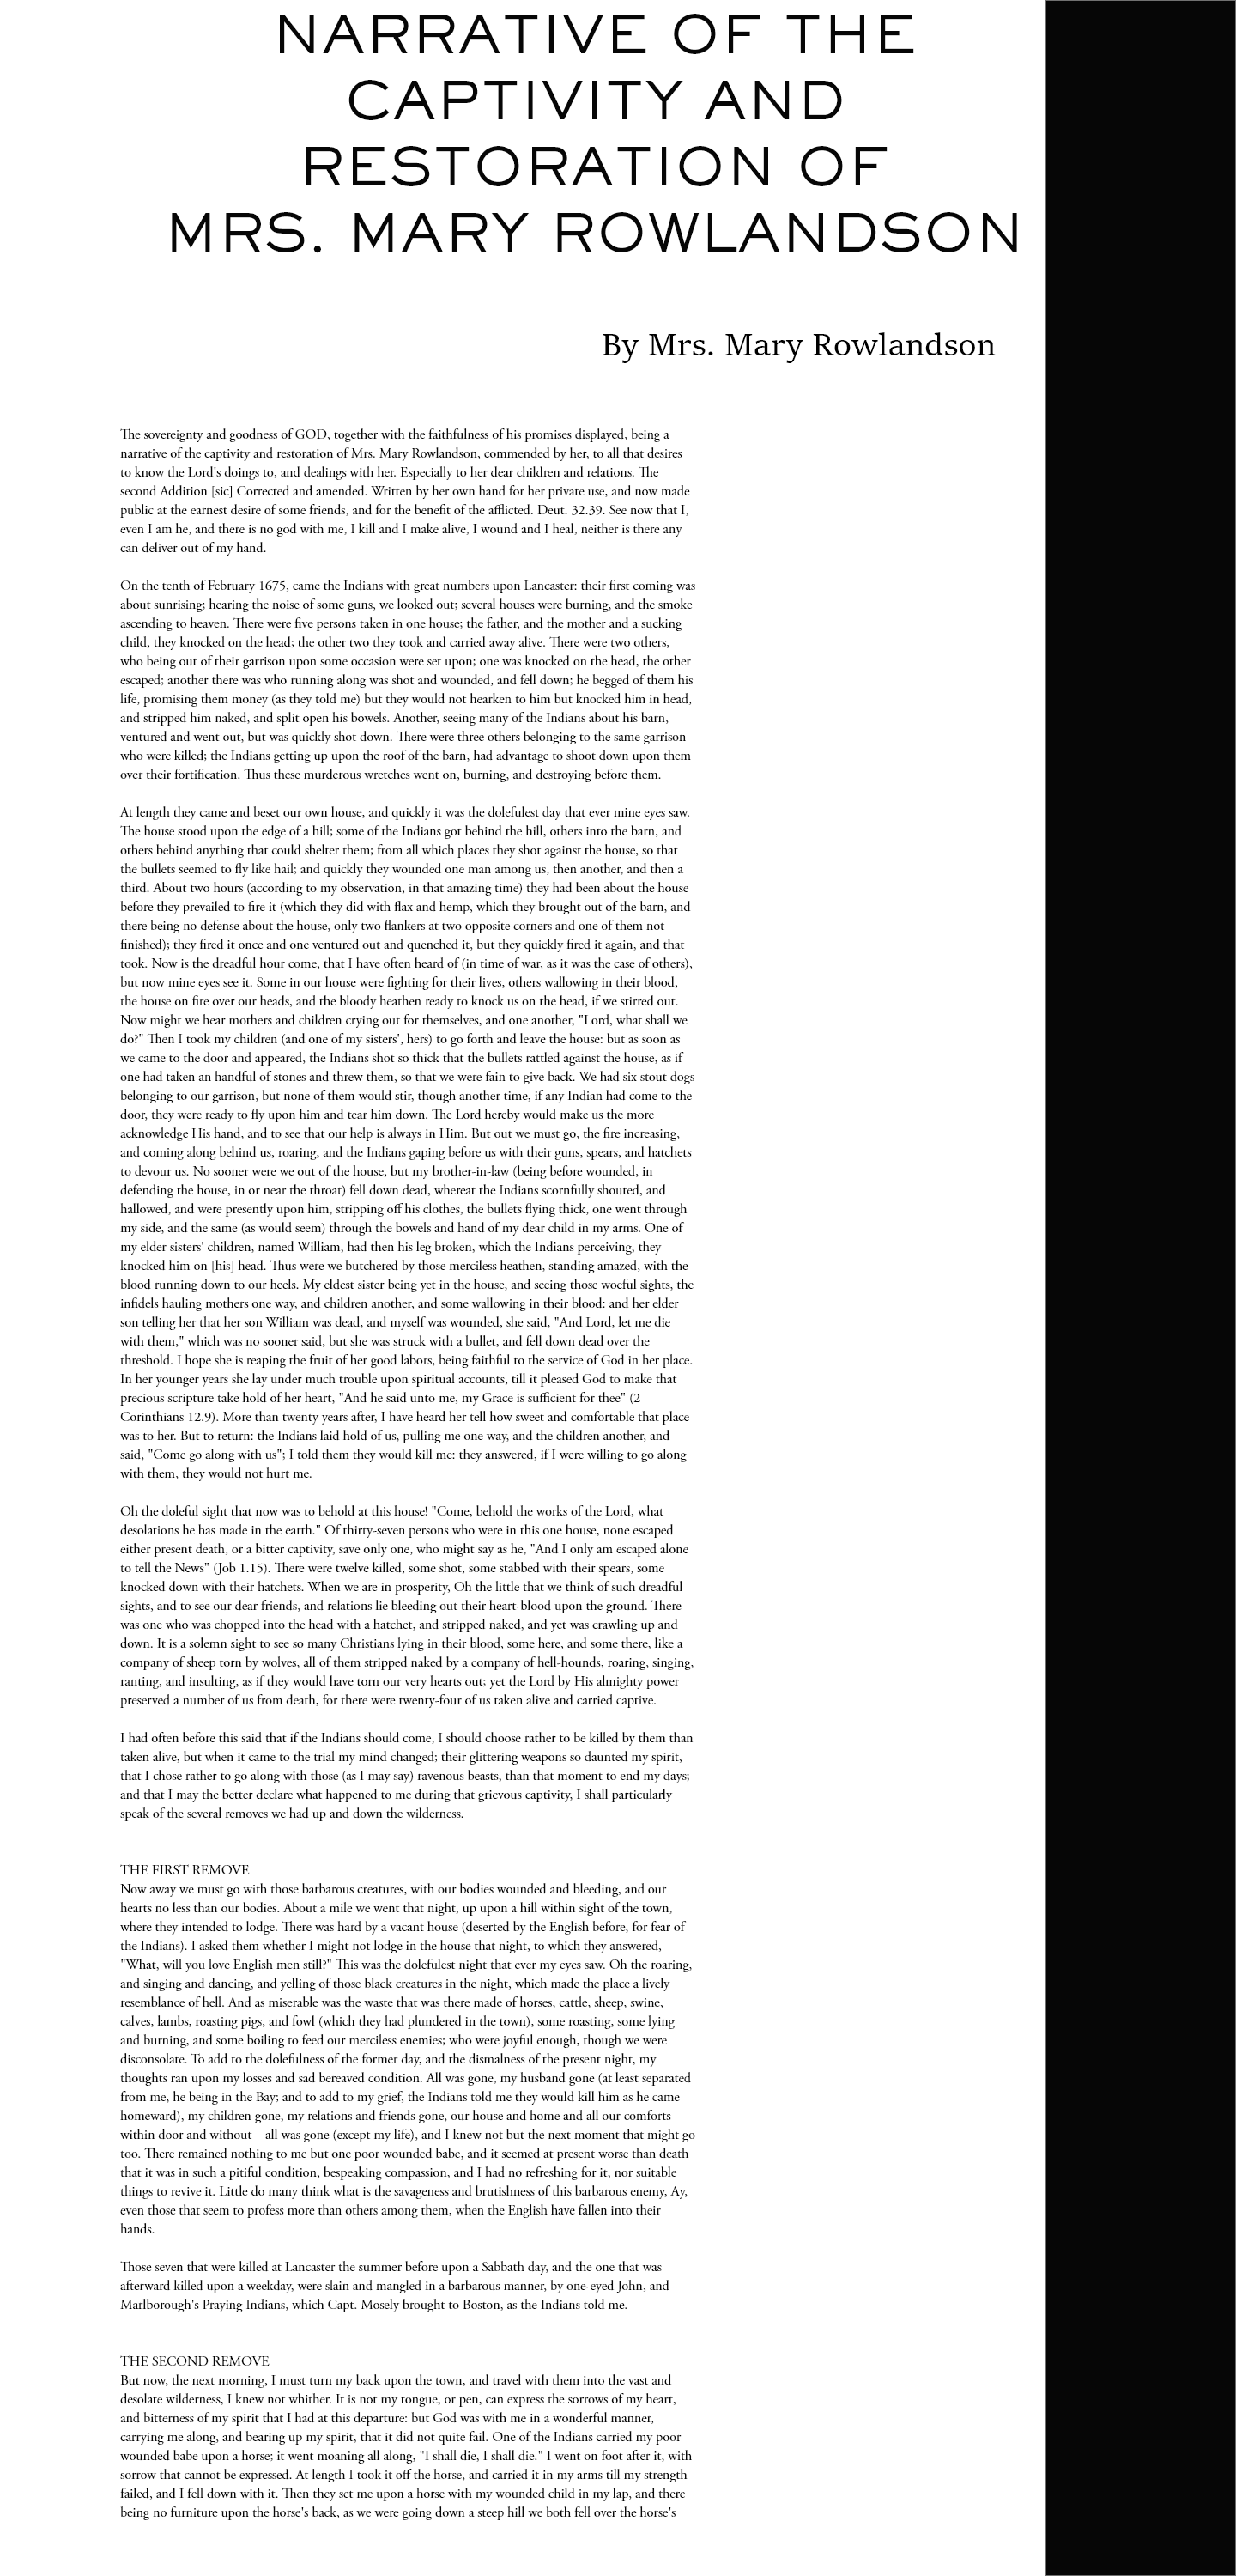 NARRATIVE OF THE
CAPTIVITY AND
RESTORATION OF
MRS. MARY ROWLANDSON
By Mrs. Mary Rowlandson
The sovereignty and goodness of GOD, together with the faithfulness of his promises displayed, being a
narrative of the captivity and restoration of Mrs. Mary Rowlandson, commended by her, to all that desires
to know the Lord's doings to, and dealings with her. Especially to her dear children and relations. The
second Addition [sic] Corrected and amended. Written by her own hand for her private use, and now made
public at the earnest desire of some friends, and for the benefit of the afflicted. Deut. 32.39. See now that I,
even I am he, and there is no god with me, I kill and I make alive, I wound and I heal, neither is there any
can deliver out of my hand.
On the tenth of February 1675, came the Indians with great numbers upon Lancaster: their first coming was
about sunrising; hearing the noise of some guns, we looked out; several houses were burning, and the smoke
ascending to heaven. There were five persons taken in one house; the father, and the mother and a sucking
child, they knocked on the head; the other two they took and carried away alive. There were two others,
who being out of their garrison upon some occasion were set upon; one was knocked on the head, the other
escaped; another there was who running along was shot and wounded, and fell down; he begged of them his
life, promising them money (as they told me) but they would not hearken to him but knocked him in head,
and stripped him naked, and split open his bowels. Another, seeing many of the Indians about his barn,
ventured and went out, but was quickly shot down. There were three others belonging to the same garrison
who were killed; the Indians getting up upon the roof of the barn, had advantage to shoot down upon them
over their fortification. Thus these murderous wretches went on, burning, and destroying before them.
At length they came and beset our own house, and quickly it was the dolefulest day that ever mine eyes saw.
The house stood upon the edge of a hill; some of the Indians got behind the hill, others into the barn, and
others behind anything that could shelter them; from all which places they shot against the house, so that
the bullets seemed to fly like hail; and quickly they wounded one man among us, then another, and then a
third. About two hours (according to my observation, in that amazing time) they had been about the house
before they prevailed to fire it (which they did with flax and hemp, which they brought out of the barn, and
there being no defense about the house, only two flankers at two opposite corners and one of them not
finished); they fired it once and one ventured out and quenched it, but they quickly fired it again, and that
took. Now is the dreadful hour come, that I have often heard of (in time of war, as it was the case of others),
but now mine eyes see it. Some in our house were fighting for their lives, others wallowing in their blood,
the house on fire over our heads, and the bloody heathen ready to knock us on the head, if we stirred out.
Now might we hear mothers and children crying out for themselves, and one another, "Lord, what shall we
do?" Then I took my children (and one of my sisters', hers) to go forth and leave the house: but as soon as
we came to the door and appeared, the Indians shot so thick that the bullets rattled against the house, as if
one had taken an handful of stones and threw them, so that we were fain to give back. We had six stout dogs
belonging to our garrison, but none of them would stir, though another time, if any Indian had come to the
door, they were ready to fly upon him and tear him down. The Lord hereby would make us the more
acknowledge His hand, and to see that our help is always in Him. But out we must go, the fire increasing,
and coming along behind us, roaring, and the Indians gaping before us with their guns, spears, and hatchets
to devour us. No sooner were we out of the house, but my brother-in-law (being before wounded, in
defending the house, in or near the throat) fell down dead, whereat the Indians scornfully shouted, and
hallowed, and were presently upon him, stripping off his clothes, the bullets flying thick, one went through
my side, and the same (as would seem) through the bowels and hand of my dear child in my arms. One of
my elder sisters' children, named William, had then his leg broken, which the Indians perceiving, they
knocked him on [his] head. Thus were we butchered by those merciless heathen, standing amazed, with the
blood running down to our heels. My eldest sister being yet in the house, and seeing those woeful sights, the
infidels hauling mothers one way, and children another, and some wallowing in their blood: and her elder
son telling her that her son William was dead, and myself was wounded, she said, "And Lord, let me die
with them," which was no sooner said, but she was struck with a bullet, and fell down dead over the
threshold. I hope she is reaping the fruit of her good labors, being faithful to the service of God in her place.
In her younger years she lay under much trouble upon spiritual accounts, till it pleased God to make that
precious scripture take hold of her heart, "And he said unto me, my Grace is sufficient for thee" (2
Corinthians 12.9). More than twenty years after, I have heard her tell how sweet and comfortable that place
was to her. But to return: the Indians laid hold of us, pulling me one way, and the children another, and
said, "Come go along with us"; I told them they would kill me: they answered, if I were willing to go along
with them, they would not hurt me.
Oh the doleful sight that now was to behold at this house! "Come, behold the works of the Lord, what
desolations he has made in the earth." Of thirty-seven persons who were in this one house, none escaped
either present death, or a bitter captivity, save only one, who might say as he, "And I only am escaped alone
to tell the News" (Job 1.15). There were twelve killed, some shot, some stabbed with their spears, some
knocked down with their hatchets. When we are in prosperity, Oh the little that we think of such dreadful
sights, and to see our dear friends, and relations lie bleeding out their heart-blood upon the ground. There
was one who was chopped into the head with a hatchet, and stripped naked, and yet was crawling up and
down. It is a solemn sight to see so many Christians lying in their blood, some here, and some there, like a
company of sheep torn by wolves, all of them stripped naked by a company of hell-hounds, roaring, singing,
ranting, and insulting, as if they would have torn our very hearts out; yet the Lord by His almighty power
preserved a number of us from death, for there were twenty-four of us taken alive and carried captive.
I had often before this said that if the Indians should come, I should choose rather to be killed by them than
taken alive, but when it came to the trial my mind changed; their glittering weapons so daunted my spirit,
that I chose rather to go along with those (as I may say) ravenous beasts, than that moment to end my days;
and that I may the better declare what happened to me during that grievous captivity, I shall particularly
speak of the several removes we had up and down the wilderness.
THE FIRST REMOVE
Now away we must go with those barbarous creatures, with our bodies wounded and bleeding, and our
hearts no less than our bodies. About a mile we went that night, up upon a hill within sight of the town,
where they intended to lodge. There was hard by a vacant house (deserted by the English before, for fear of
the Indians). I asked them whether I might not lodge in the house that night, to which they answered,
"What, will you love English men still?" This was the dolefulest night that ever my eyes saw. Oh the roaring,
and singing and dancing, and yelling of those black creatures in the night, which made the place a lively
resemblance of hell. And as miserable was the waste that was there made of horses, cattle, sheep, swine,
calves, lambs, roasting pigs, and fowl (which they had plundered in the town), some roasting, some lying
and burning, and some boiling to feed our merciless enemies; who were joyful enough, though we were
disconsolate. To add to the dolefulness of the former day, and the dismalness of the present night, my
thoughts ran upon my losses and sad bereaved condition. All was gone, my husband gone (at least separated
from me, he being in the Bay; and to add to my grief, the Indians told me they would kill him as he came
homeward), my children gone, my relations and friends gone, our house and home and all our comforts—
within door and without—all was gone (except my life), and I knew not but the next moment that might go
too. There remained nothing to me but one poor wounded babe, and it seemed at present worse than death
that it was in such a pitiful condition, bespeaking compassion, and I had no refreshing for it, nor suitable
things to revive it. Little do many think what is the savageness and brutishness of this barbarous enemy, Ay,
even those that seem to profess more than others among them, when the English have fallen into their
hands.
Those seven that were killed at Lancaster the summer before upon a Sabbath day, and the one that was
afterward killed upon a weekday, were slain and mangled in a barbarous manner, by one-eyed John, and
Marlborough's Praying Indians, which Capt. Mosely brought to Boston, as the Indians told me.
THE SECOND REMOVE
But now, the next morning, I must turn my back upon the town, and travel with them into the vast and
desolate wilderness, I knew not whither. It is not my tongue, or pen, can express the sorrows of my heart,
and bitterness of my spirit that I had at this departure: but God was with me in a wonderful manner,
carrying me along, and bearing up my spirit, that it did not quite fail. One of the Indians carried my poor
wounded babe upon a horse; it went moaning all along, "I shall die, I shall die." I went on foot after it, with
sorrow that cannot be expressed. At length I took it off the horse, and carried it in my arms till my strength
failed, and I fell down with it. Then they set me upon a horse with my wounded child in my lap, and there
being no furniture upon the horse's back, as we were going down a steep hill we both fell over the horse's